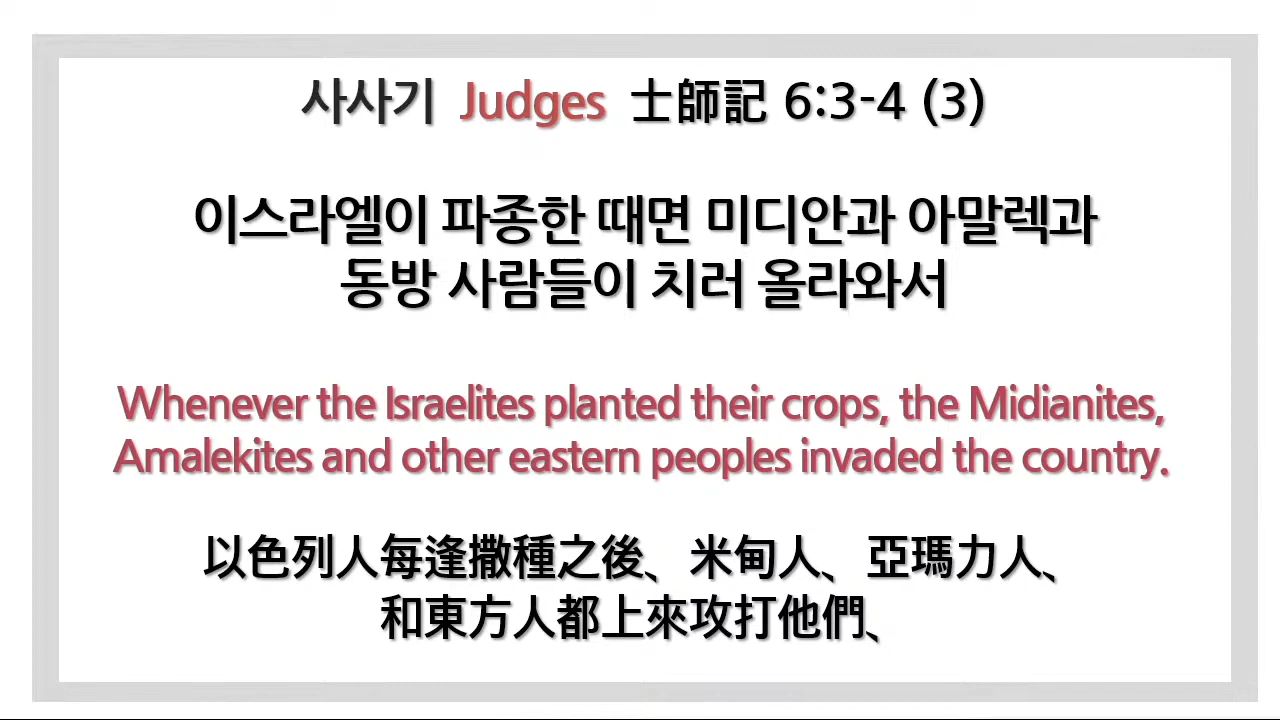 사사기 Judges 士師記 6:3-4 (3)
이스라엘이 파종한 때면 미디안과 아말렉과
동방 사람들이 치러 올라와서
Whenever the Israelites planted their crops, the Midianites,
Amalekites and other eastern peoples invaded the country.
以色列人每逢撒種之後、米甸人、亞瑪力人、
和東方人都上來攻打他們、